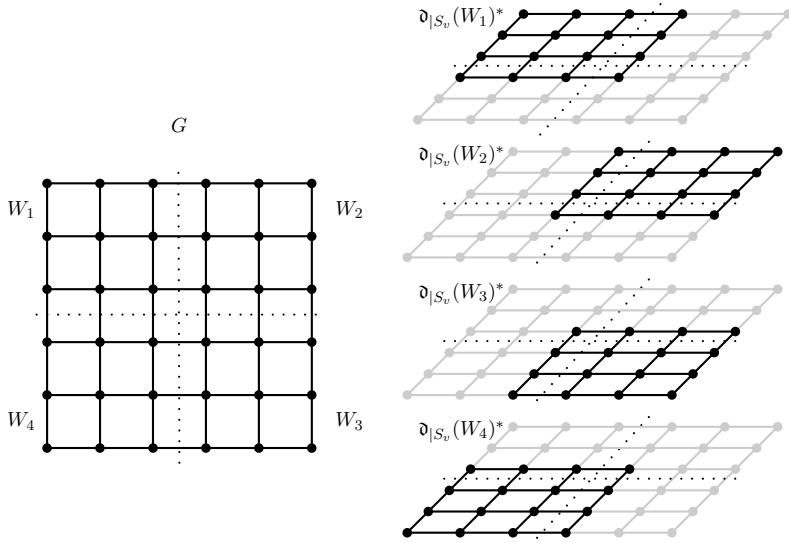 G
W₁
W₂
W₄
W₃
𝔡|Sᵥ(W₁)*
𝔡|Sᵥ(W₂)*
𝔡|Sᵥ(W₃)*
𝔡|Sᵥ(W₄)*